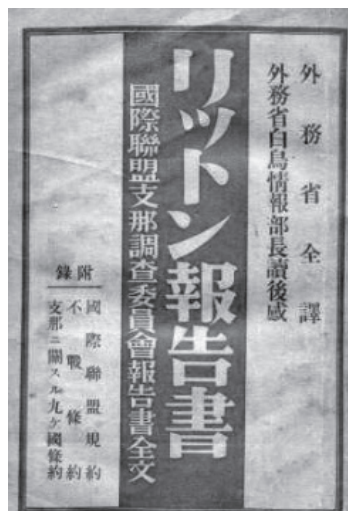 外務省全譯
外務省白鳥情報部長讀後感
リットン報告書
國際聯盟支那調査委員會報告書全文
附錄
國際聯盟規約
不戰條約
支那ニ關スル九ケ國條約